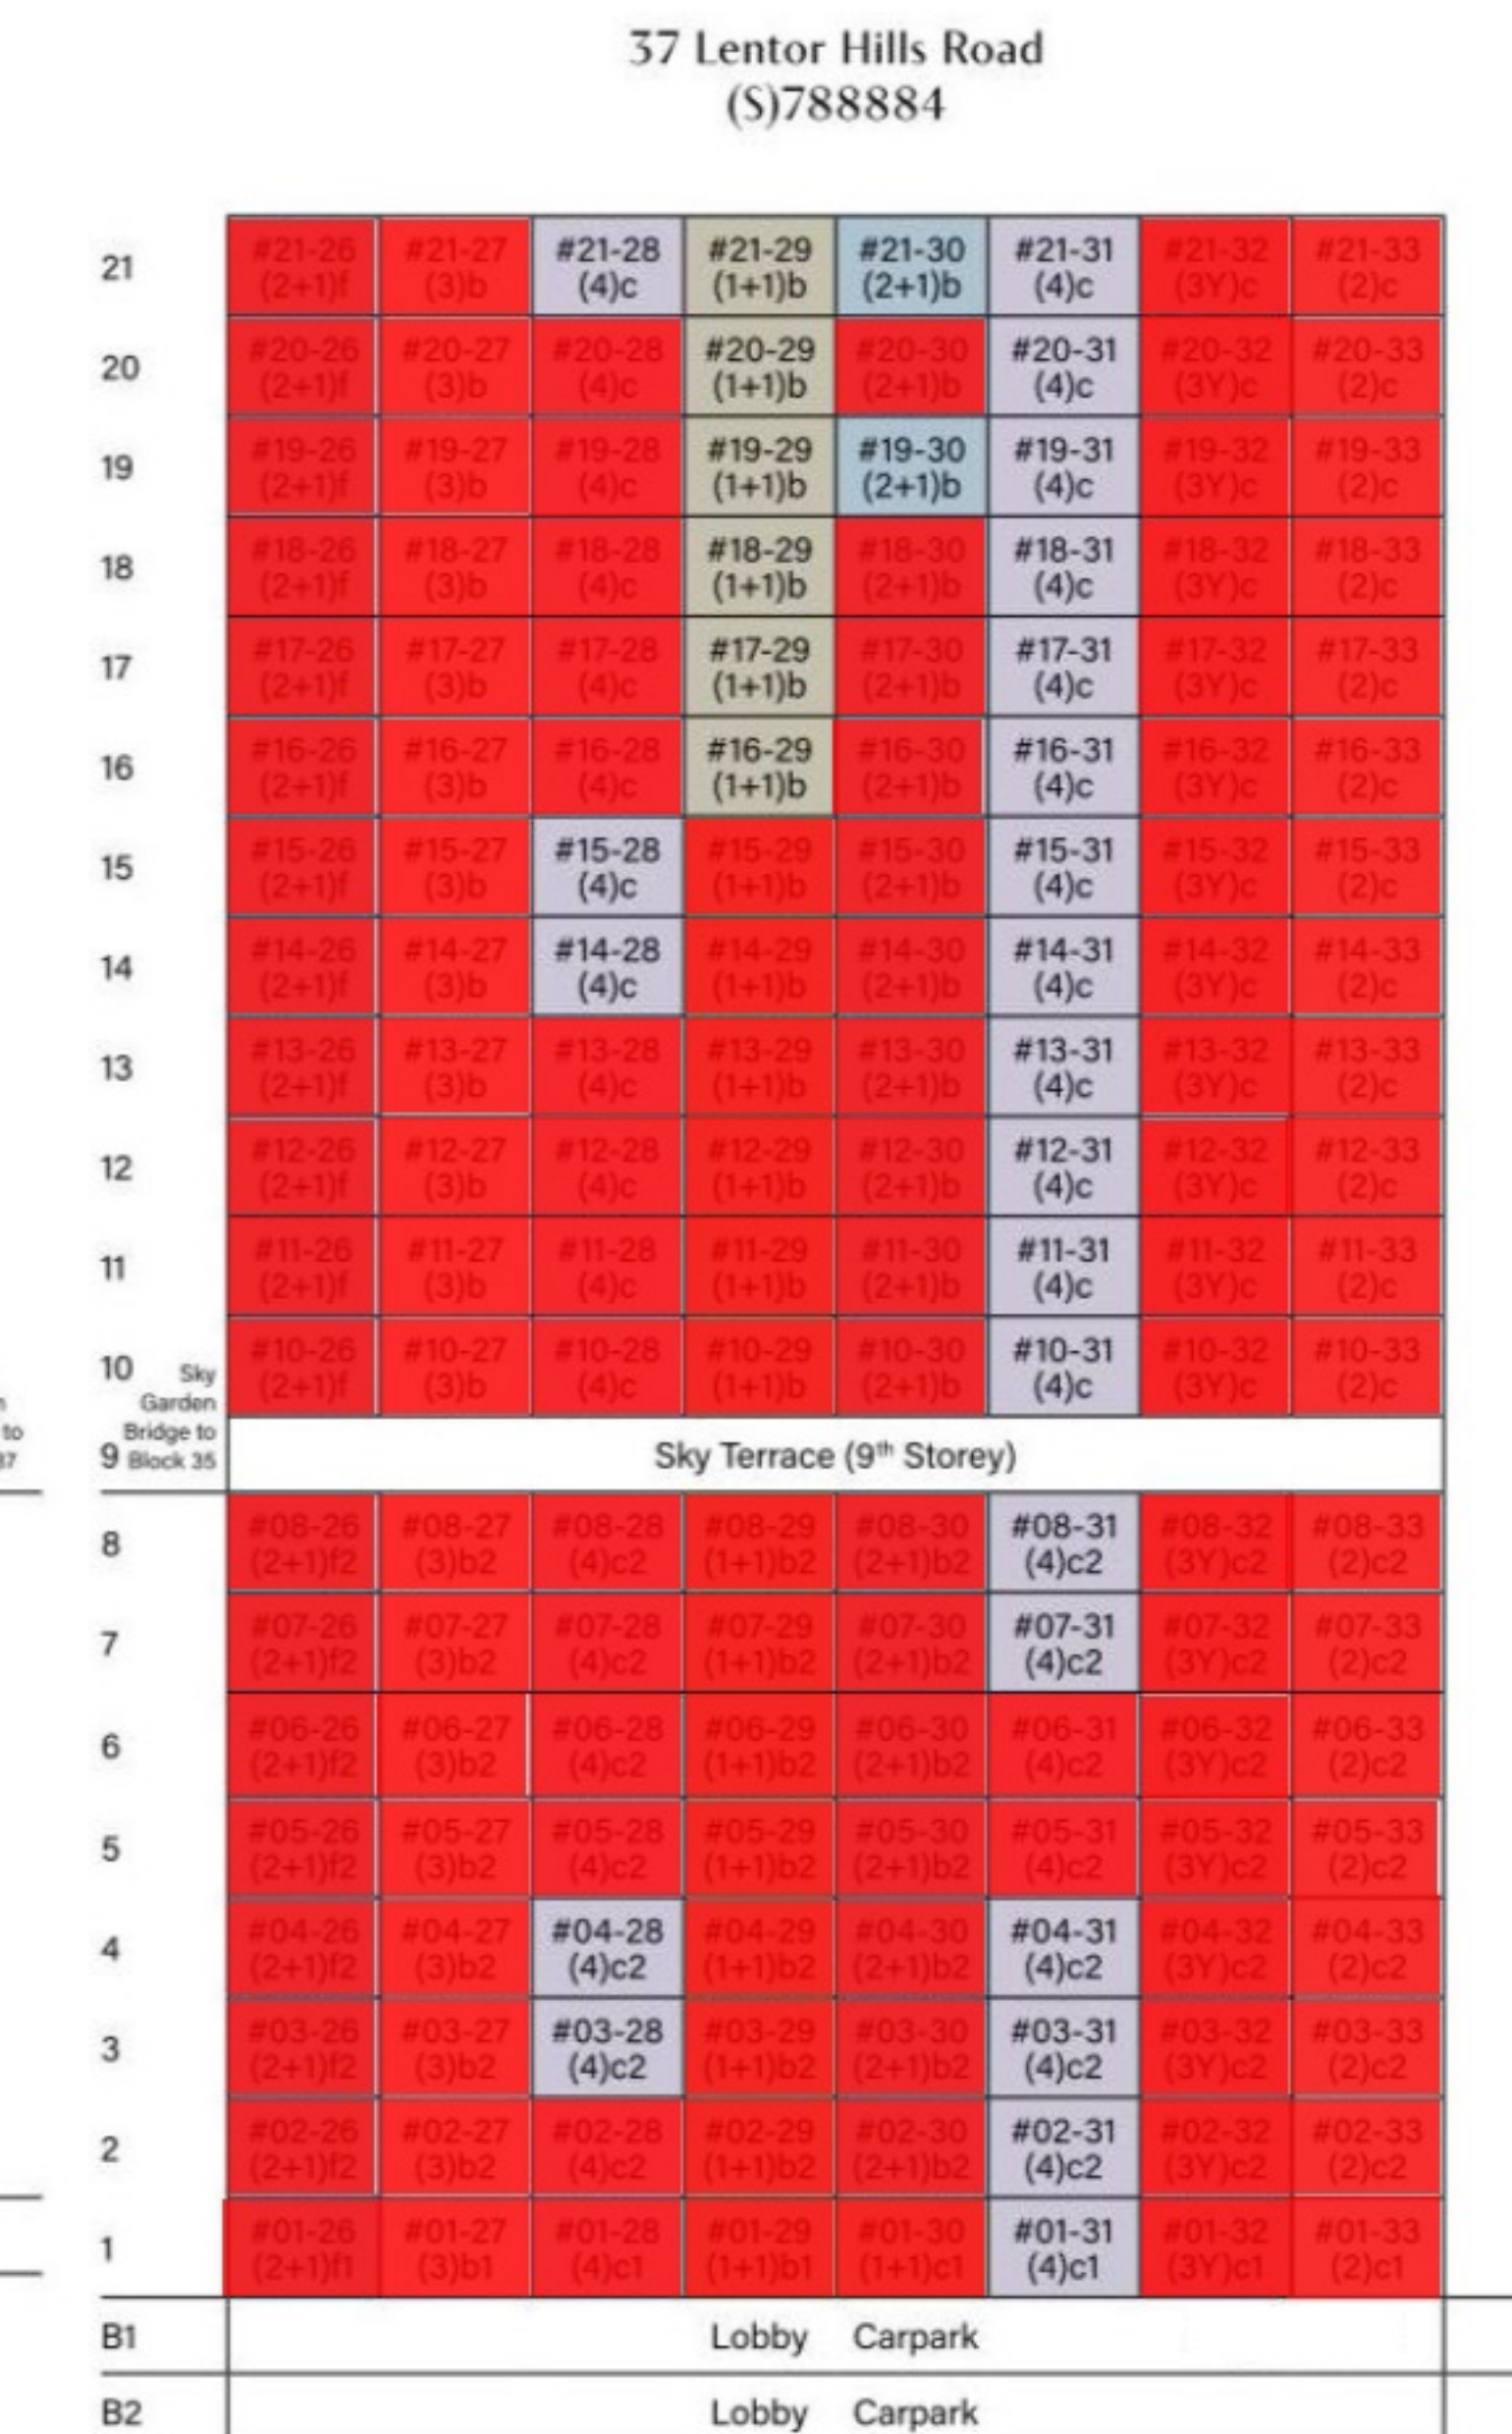 37 Lentor Hills Road
(S)788884
21 #21-26 #21-27 #21-28 #21-29 #21-30 #21-31 #21-32 #21-33
(2+1)f (3)b (4)c (1+1)b (2+1)b (4)c (3Y)c (2)c
20 #20-26 #20-27 #20-28 #20-29 #20-30 #20-31 #20-32 #20-33
(2+1)f (3)b (4)c (1+1)b (2+1)b (4)c (3Y)c (2)c
19 #19-26 #19-27 #19-28 #19-29 #19-30 #19-31 #19-32 #19-33
(2+1)f (3)b (4)c (1+1)b (2+1)b (4)c (3Y)c (2)c
18 #18-26 #18-27 #18-28 #18-29 #18-30 #18-31 #18-32 #18-33
(2+1)f (3)b (4)c (1+1)b (2+1)b (4)c (3Y)c (2)c
17 #17-26 #17-27 #17-28 #17-29 #17-30 #17-31 #17-32 #17-33
(2+1)f (3)b (4)c (1+1)b (2+1)b (4)c (3Y)c (2)c
16 #16-26 #16-27 #16-28 #16-29 #16-30 #16-31 #16-32 #16-33
(2+1)f (3)b (4)c (1+1)b (2+1)b (4)c (3Y)c (2)c
15 #15-26 #15-27 #15-28 #15-29 #15-30 #15-31 #15-32 #15-33
(2+1)f (3)b (4)c (1+1)b (2+1)b (4)c (3Y)c (2)c
14 #14-26 #14-27 #14-28 #14-29 #14-30 #14-31 #14-32 #14-33
(2+1)f (3)b (4)c (1+1)b (2+1)b (4)c (3Y)c (2)c
13 #13-26 #13-27 #13-28 #13-29 #13-30 #13-31 #13-32 #13-33
(2+1)f (3)b (4)c (1+1)b (2+1)b (4)c (3Y)c (2)c
12 #12-26 #12-27 #12-28 #12-29 #12-30 #12-31 #12-32 #12-33
(2+1)f (3)b (4)c (1+1)b (2+1)b (4)c (3Y)c (2)c
11 #11-26 #11-27 #11-28 #11-29 #11-30 #11-31 #11-32 #11-33
(2+1)f (3)b (4)c (1+1)b (2+1)b (4)c (3Y)c (2)c
10 #10-26 #10-27 #10-28 #10-29 #10-30 #10-31 #10-32 #10-33
(2+1)f (3)b (4)c (1+1)b (2+1)b (4)c (3Y)c (2)c
Sky
Garden
to Bridge to
37 9 Block 35 Sky Terrace (9th Storey)
8 #08-26 #08-27 #08-28 #08-29 #08-30 #08-31 #08-32 #08-33
(2+1)f2 (3)b2 (4)c2 (1+1)b2 (2+1)b2 (4)c2 (3Y)c2 (2)c2
7 #07-26 #07-27 #07-28 #07-29 #07-30 #07-31 #07-32 #07-33
(2+1)f2 (3)b2 (4)c2 (1+1)b2 (2+1)b2 (4)c2 (3Y)c2 (2)c2
6 #06-26 #06-27 #06-28 #06-29 #06-30 #06-31 #06-32 #06-33
(2+1)f2 (3)b2 (4)c2 (1+1)b2 (2+1)b2 (4)c2 (3Y)c2 (2)c2
5 #05-26 #05-27 #05-28 #05-29 #05-30 #05-31 #05-32 #05-33
(2+1)f2 (3)b2 (4)c2 (1+1)b2 (2+1)b2 (4)c2 (3Y)c2 (2)c2
4 #04-26 #04-27 #04-28 #04-29 #04-30 #04-31 #04-32 #04-33
(2+1)f2 (3)b2 (4)c2 (1+1)b2 (2+1)b2 (4)c2 (3Y)c2 (2)c2
3 #03-26 #03-27 #03-28 #03-29 #03-30 #03-31 #03-32 #03-33
(2+1)f2 (3)b2 (4)c2 (1+1)b2 (2+1)b2 (4)c2 (3Y)c2 (2)c2
2 #02-26 #02-27 #02-28 #02-29 #02-30 #02-31 #02-32 #02-33
(2+1)f2 (3)b2 (4)c2 (1+1)b2 (2+1)b2 (4)c2 (3Y)c2 (2)c2
1 #01-26 #01-27 #01-28 #01-29 #01-30 #01-31 #01-32 #01-33
(2+1)f1 (3)b1 (4)c1 (1+1)b1 (1+1)c1 (4)c1 (3Y)c1 (2)c1
B1 Lobby Carpark
B2 Lobby Carpark